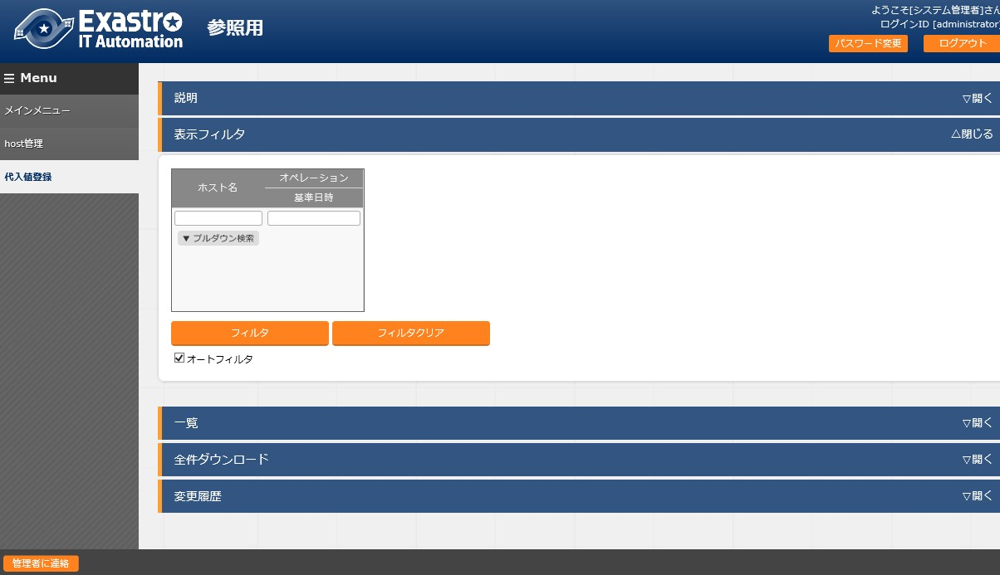 Exastro
IT Automation
参照用
ようこそ[システム管理者]さん
ログインID [administrator]
パスワード変更
ログアウト
Menu
メインメニュー
host管理
代入値登録
説明
▽開く
表示フィルタ
△閉じる
ホスト名
オペレーション
基準日時
▼ プルダウン検索
フィルタ
フィルタクリア
オートフィルタ
一覧
▽開く
全件ダウンロード
▽開く
変更履歴
▽開く
管理者に連絡